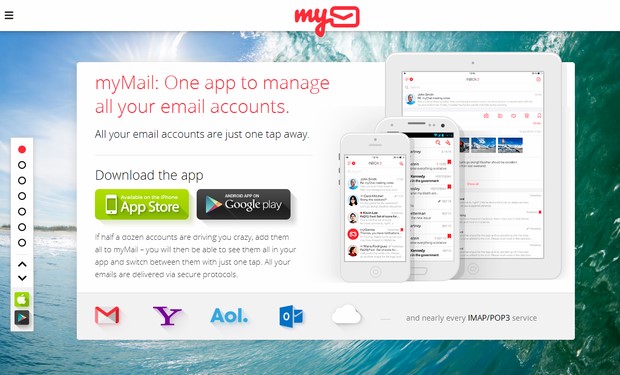 my
myMail: One app to manage
all your email accounts.
All your email accounts are just one tap away.
Download the app
Available on the iPhone
App Store
ANDROID APP ON
Google play
If half a dozen accounts are driving you crazy, add them
all to myMail – you will then be able to see them all in your
app and switch between them with just one tap. All your
emails are delivered via secure protocols.
INBOX
INBOX
Aol.
and nearly every IMAP/POP3 service